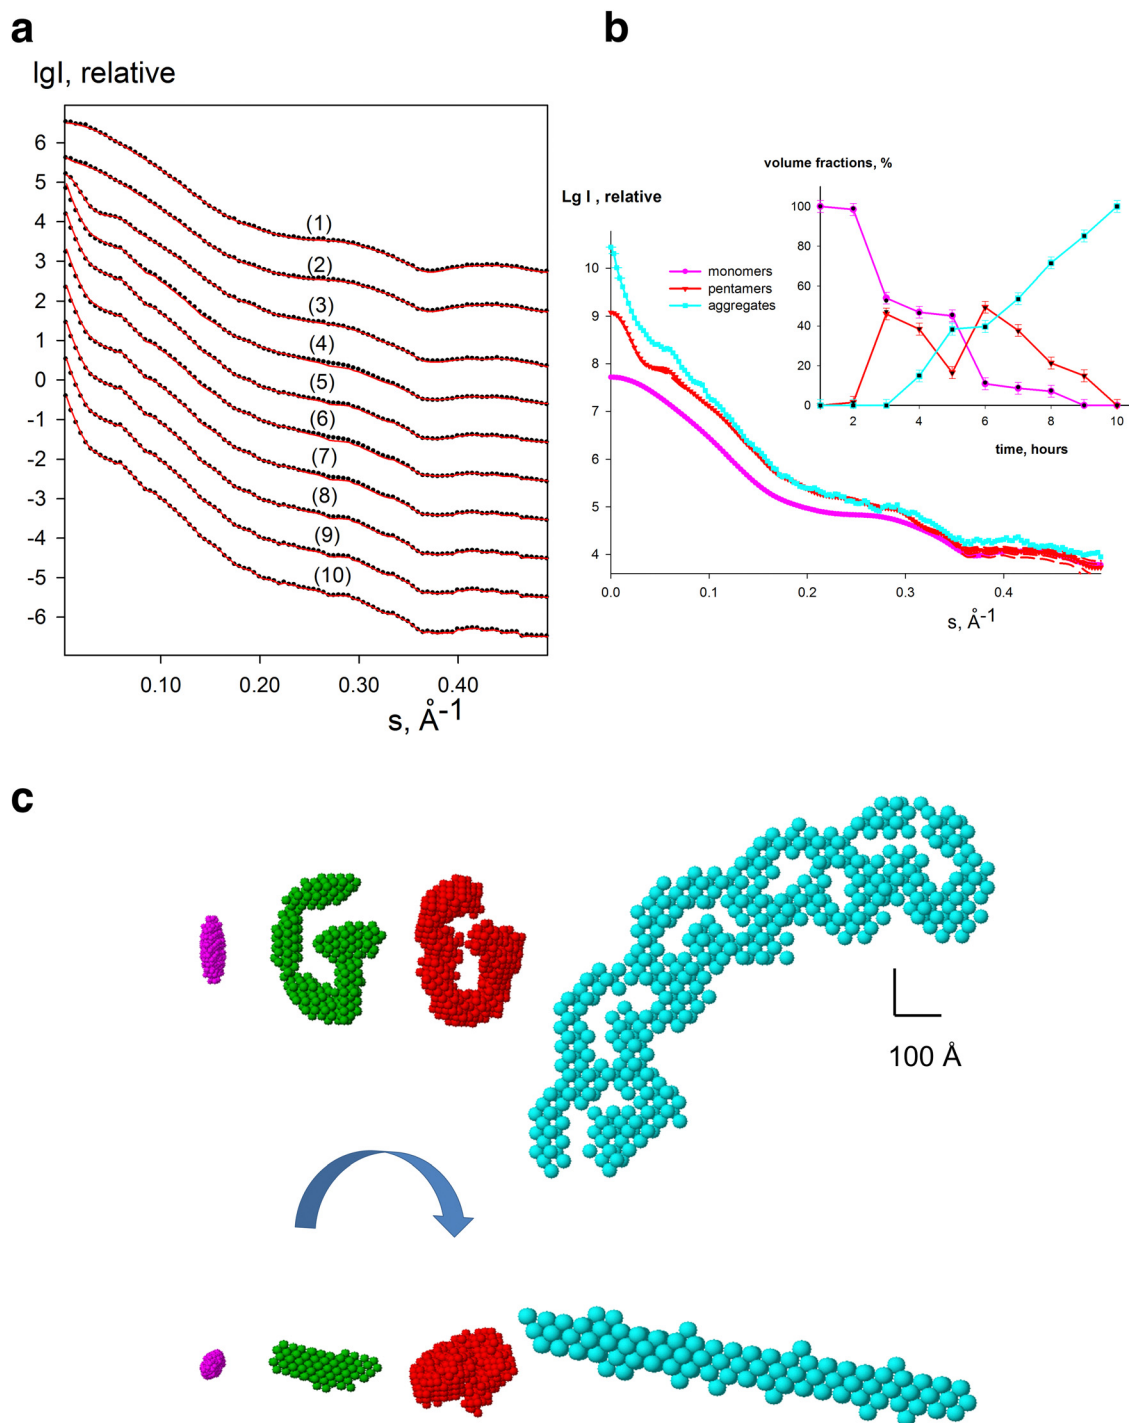 a
lgI, relative
6
5
4
3
2
1
0
-1
-2
-3
-4
-5
-6
(1)
(2)
(3)
(4)
(5)
(6)
(7)
(8)
(9)
(10)
0.10 0.20 0.30 0.40
s, Å-1
b
volume fractions, %
Lg I , relative
100
80
60
40
20
0
2 4 6 8 10
time, hours
monomers
pentamers
aggregates
10
9
8
7
6
5
4
0.0 0.1 0.2 0.3 0.4
s, Å-1
c
100 Å